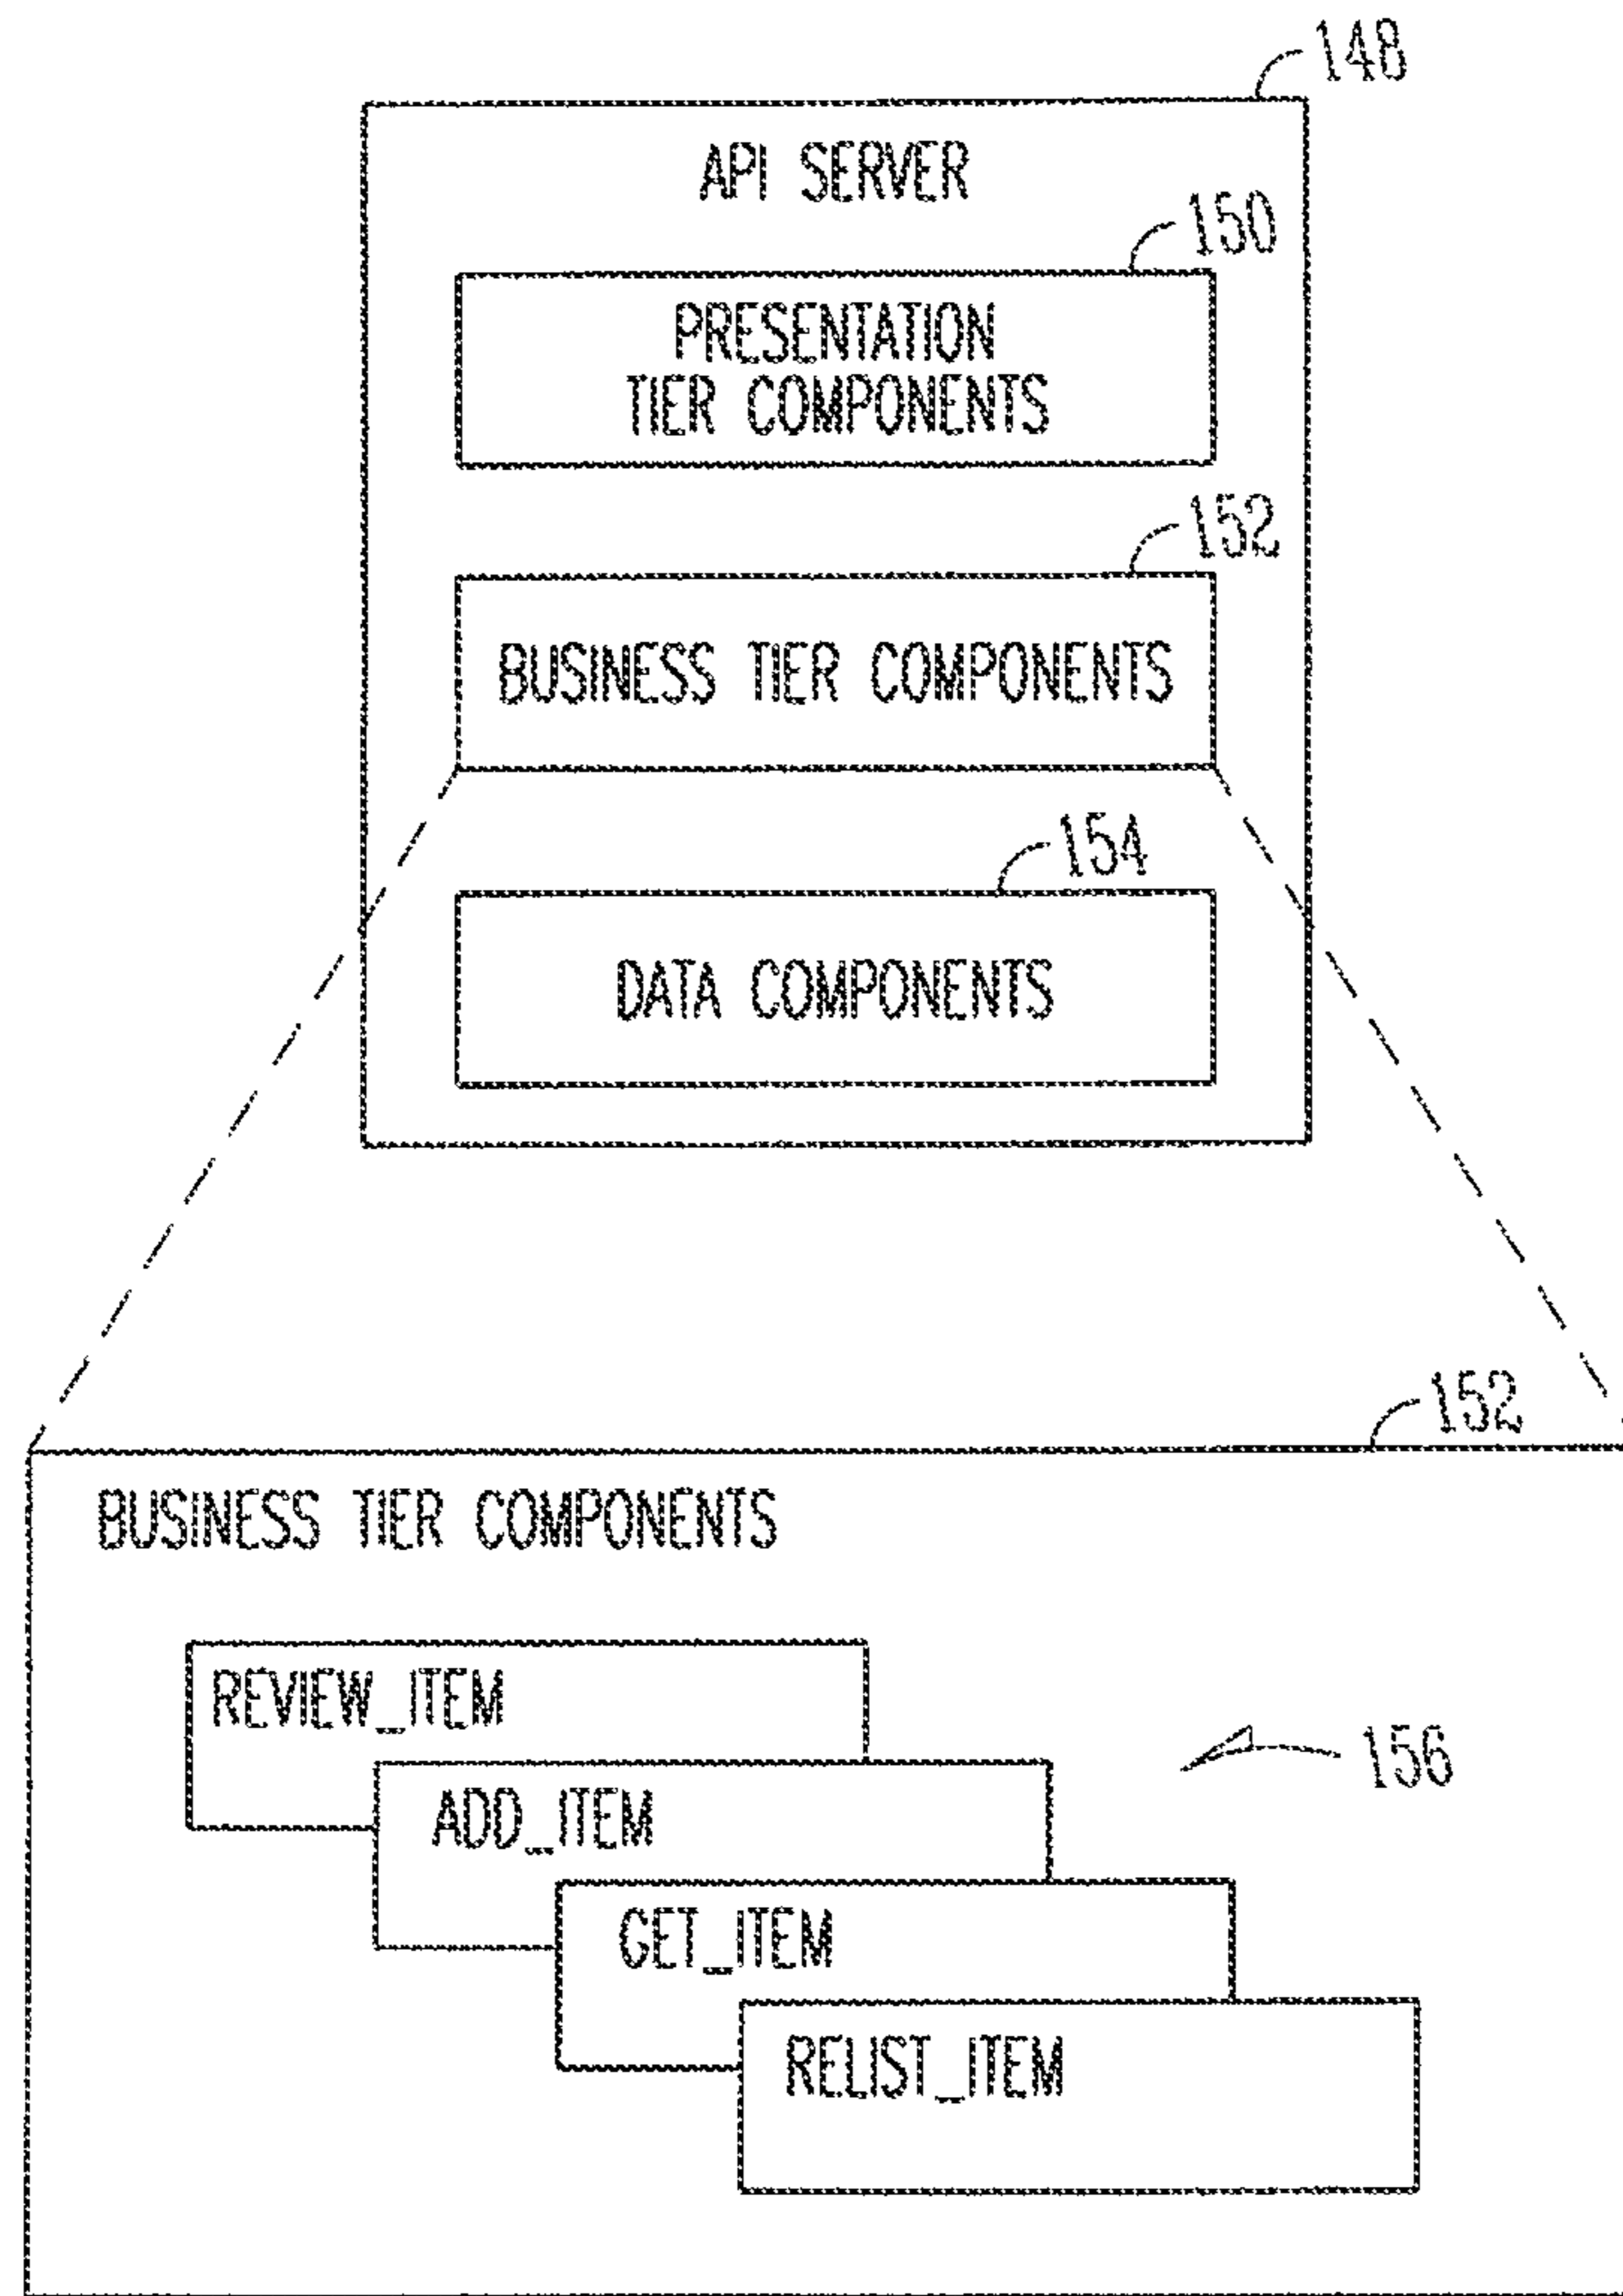 148
API SERVER
150
PRESENTATION
TIER COMPONENTS
152
BUSINESS TIER COMPONENTS
154
DATA COMPONENTS
152
BUSINESS TIER COMPONENTS
REVIEW_ITEM
156
ADD_ITEM
GET_ITEM
RELIST_ITEM